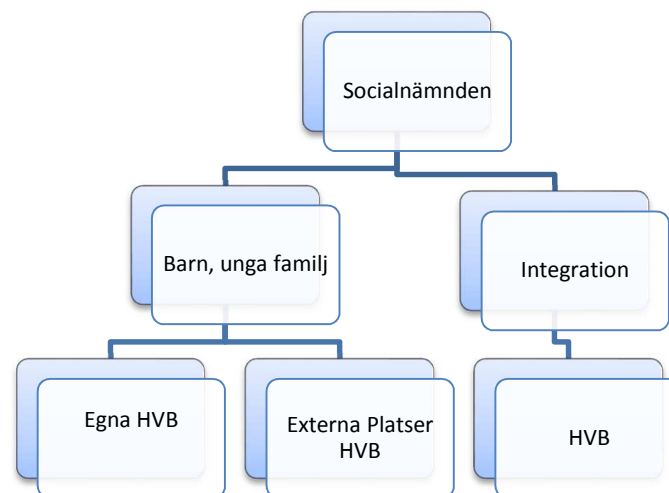 Socialnämnden
Barn, unga familj
Integration
Egna HVB
Externa Platser
HVB
HVB